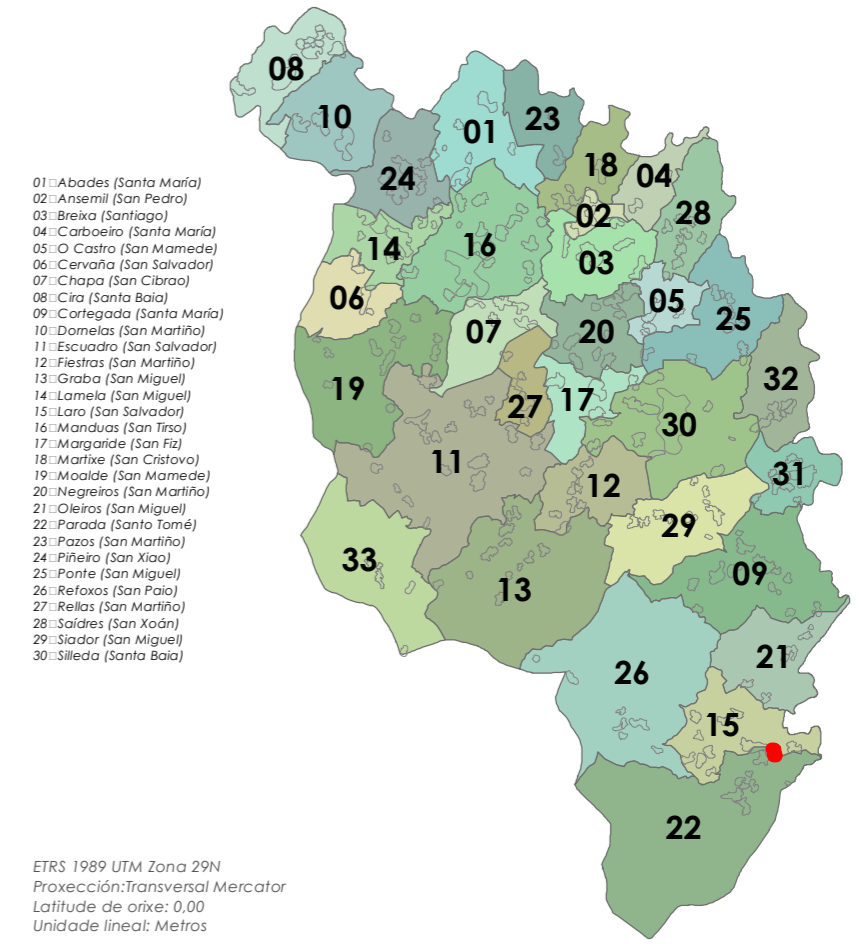 08
10
01
23
24
18
04
02
28
14
16
03
06
05
07
20
25
19
32
27
17
30
11
12
31
29
33
13
09
26
21
15
22
01□Abades (Santa María)
02□Ansemil (San Pedro)
03□Breixa (Santiago)
04□Carboeiro (Santa María)
05□O Castro (San Mamede)
06□Cervaña (San Salvador)
07□Chapa (San Cibrao)
08□Cira (Santa Baia)
09□Cortegada (Santa María)
10□Dornelas (San Martiño)
11□Escuadro (San Salvador)
12□Fiestras (San Martiño)
13□Graba (San Miguel)
14□Lamela (San Miguel)
15□Laro (San Salvador)
16□Manduas (San Tirso)
17□Margaride (San Fiz)
18□Martixe (San Cristovo)
19□Moalde (San Mamede)
20□Negreiros (San Martiño)
21□Oleiros (San Miguel)
22□Parada (Santo Tomé)
23□Pazos (San Martiño)
24□Piñeiro (San Xiao)
25□Ponte (San Miguel)
26□Refoxos (San Paio)
27□Rellas (San Martiño)
28□Saídres (San Xoán)
29□Siador (San Miguel)
30□Silleda (Santa Baia)
ETRS 1989 UTM Zona 29N
Proxección:Transversal Mercator
Latitude de orixe: 0,00
Unidade lineal: Metros